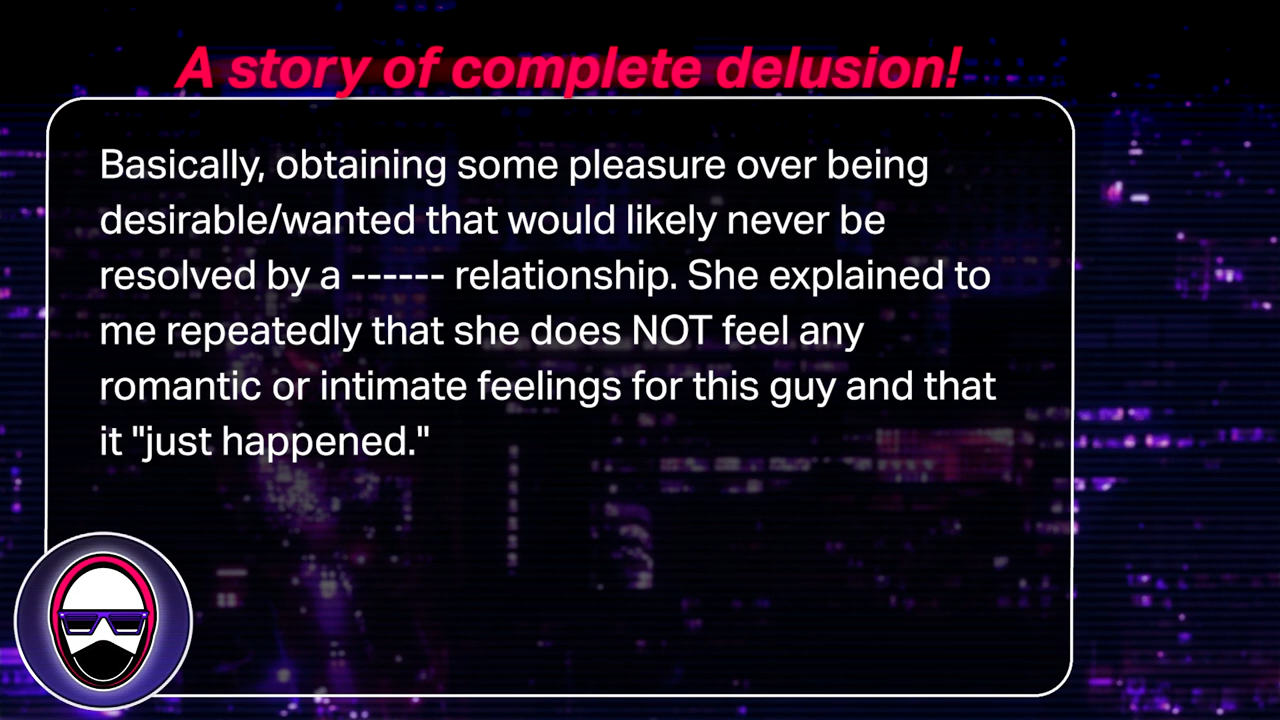 A story of complete delusion!
Basically, obtaining some pleasure over being
desirable/wanted that would likely never be
resolved by a ------ relationship. She explained to
me repeatedly that she does NOT feel any
romantic or intimate feelings for this guy and that
it "just happened."